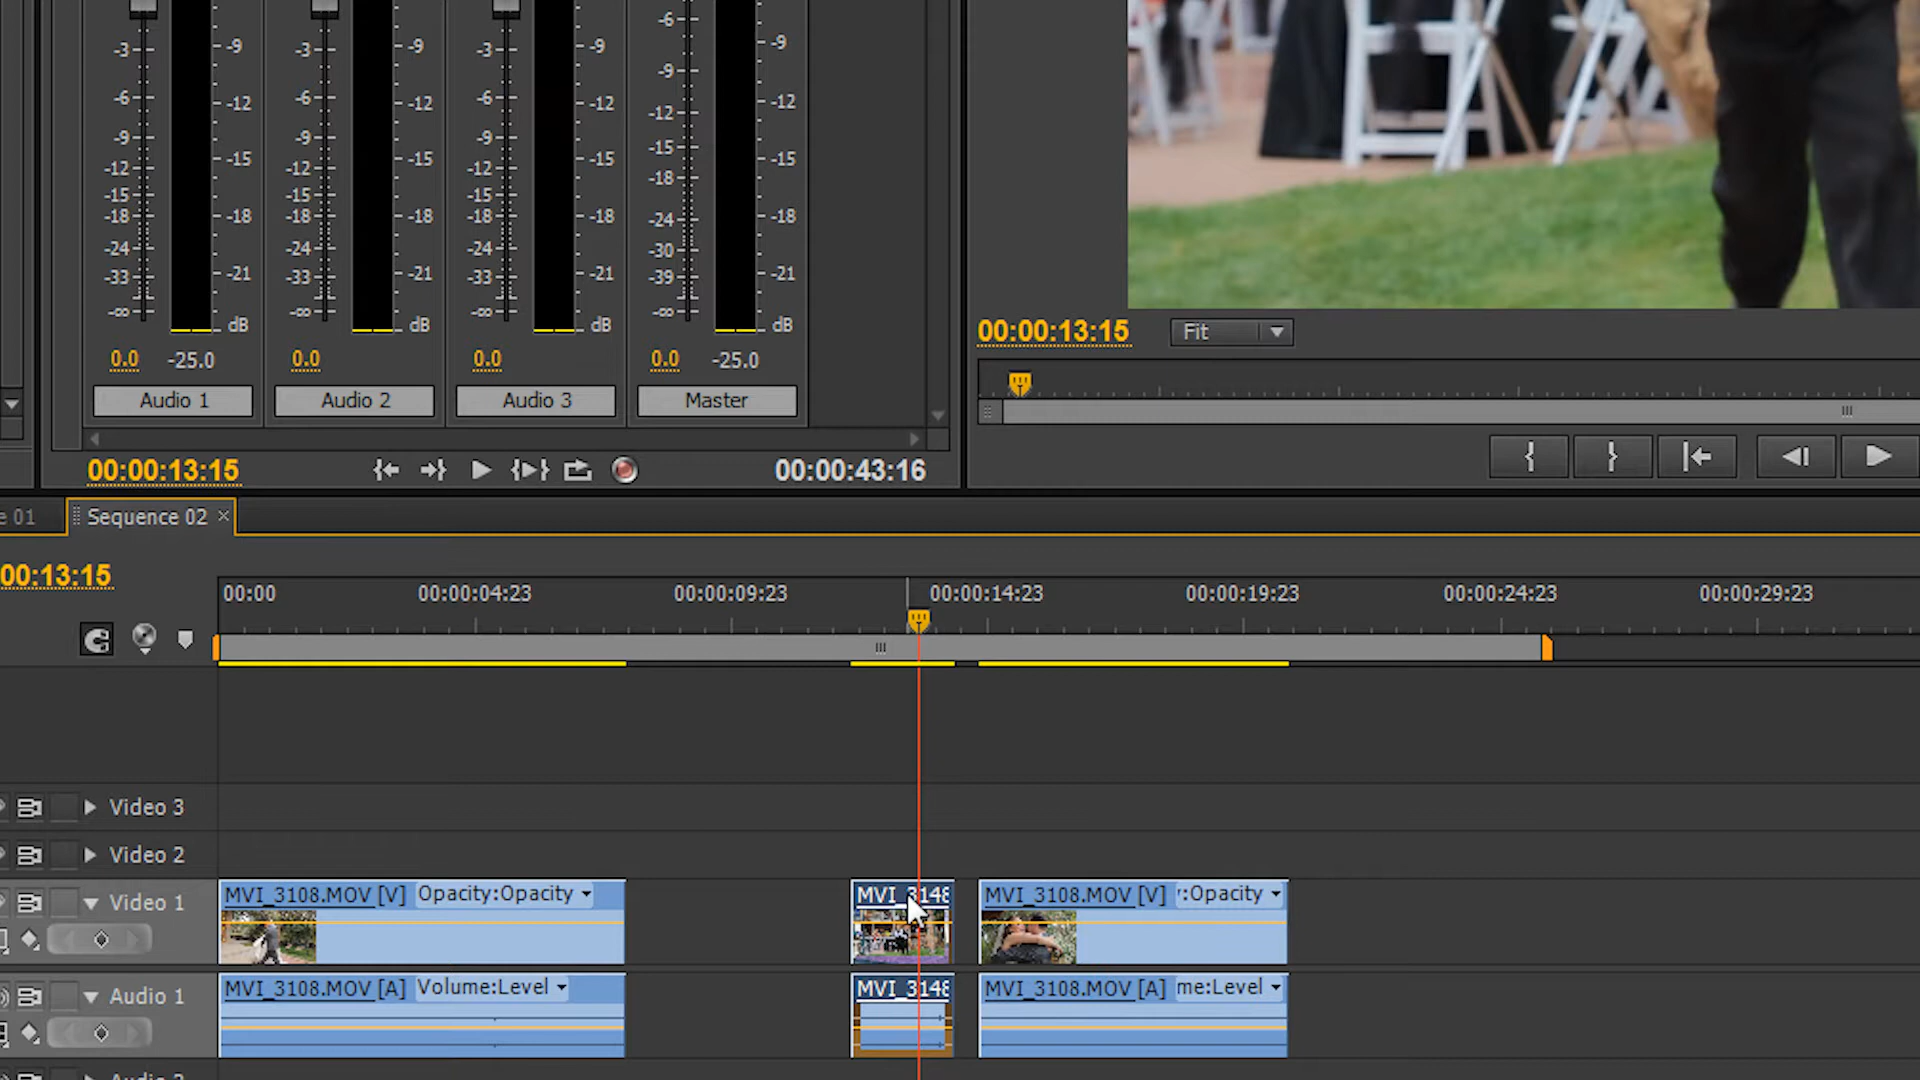 -3 -9 -3 -9 -3 -9 -6 -9
-6 -12 -6 -12 -6 -12 -9 -12
-9 -15 -9 -15 -9 -15 -12 -15
-12 -12 -12 -15
-15 -15 -15 -18
-18 -18 -18 -18 -18 -18 -24 -18
-24 -24 -24 -30
-33 -21 -33 -21 -33 -21 -39 -21
-∞ dB -∞ dB -∞ dB -∞ dB
0.0 -25.0 0.0 0.0 0.0 -25.0
Audio 1 Audio 2 Audio 3 Master
00:00:13:15 00:00:43:16
00:00:13:15 Fit
e 01 Sequence 02
00:13:15
00:00 00:00:04:23 00:00:09:23 00:00:14:23 00:00:19:23 00:00:24:23 00:00:29:23
Video 3
Video 2
Video 1
MVI_3108.MOV [V] Opacity:Opacity MVI_3148 MVI_3108.MOV [V] :Opacity
Audio 1
MVI_3108.MOV [A] Volume:Level MVI_3148 MVI_3108.MOV [A] me:Level